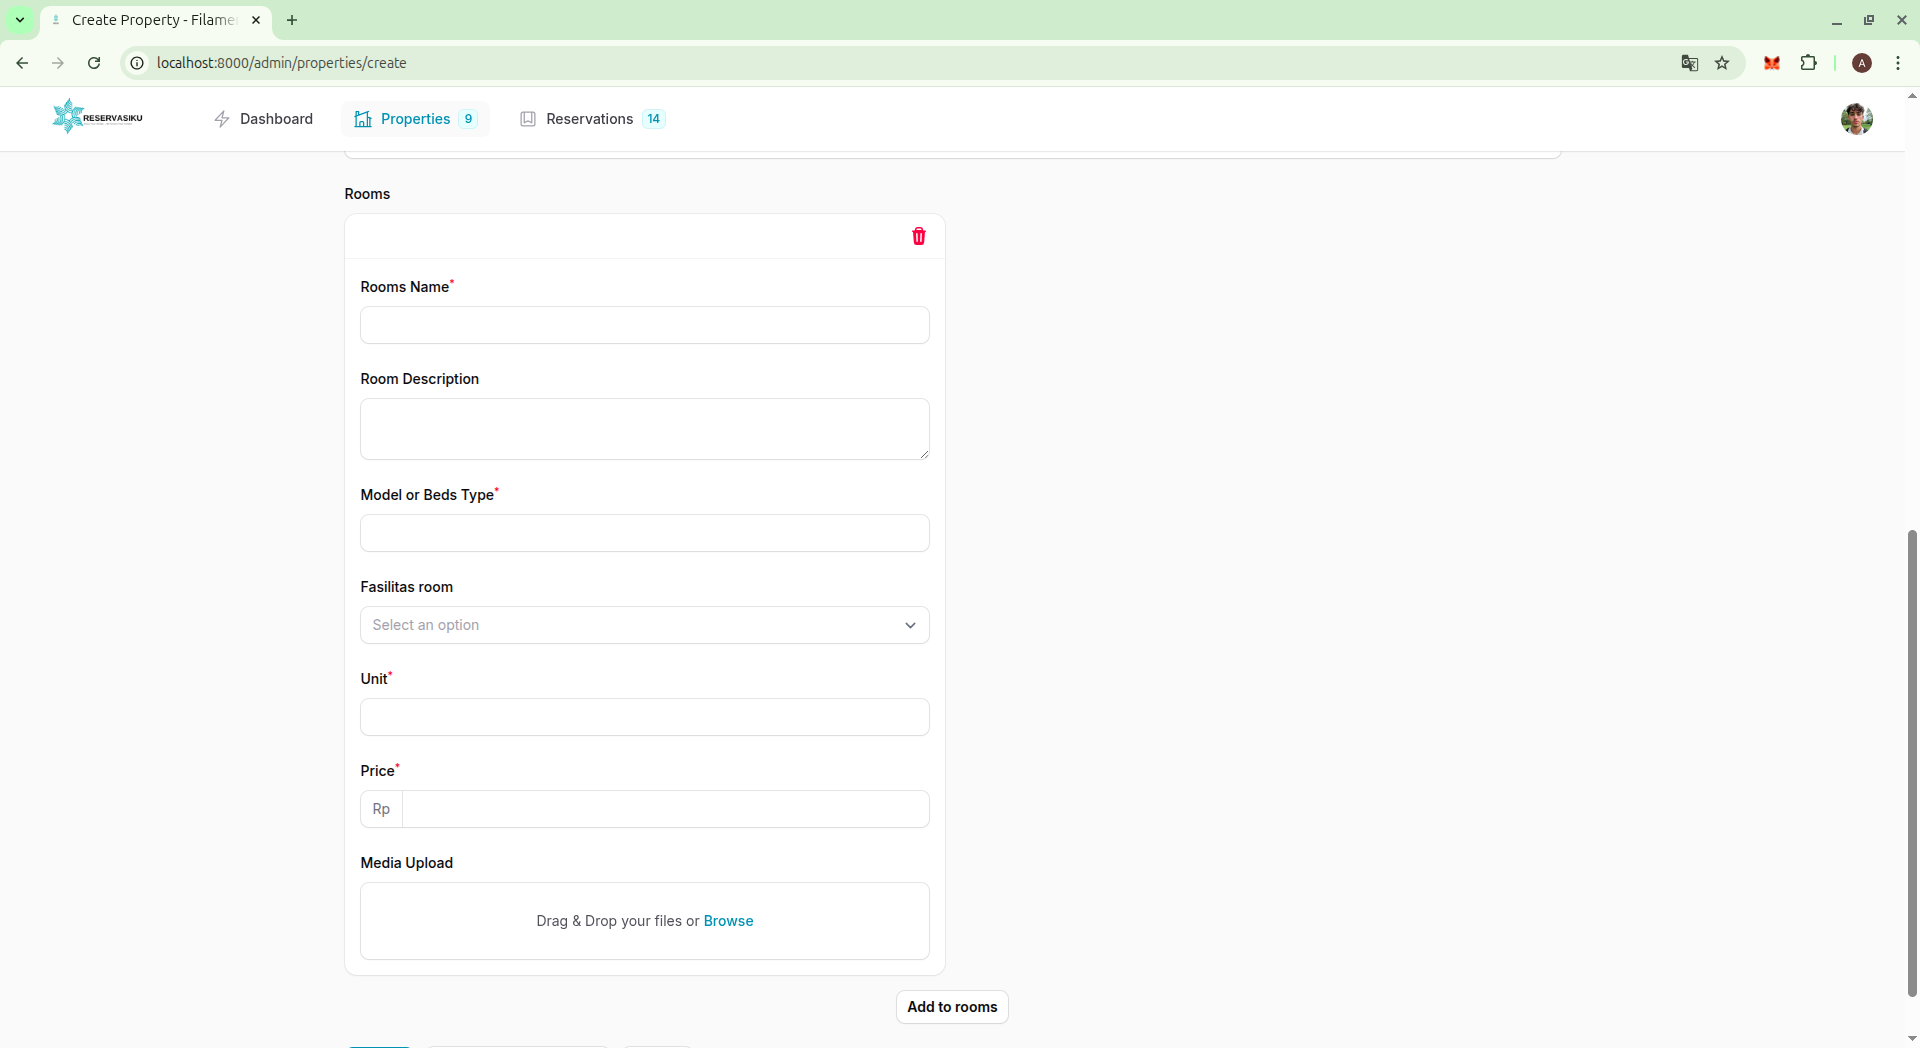 Create Property - Filame
localhost:8000/admin/properties/create
A
RESERVASIKU
Dashboard
Properties 9
Reservations 14
Rooms
Rooms Name*
Room Description
Model or Beds Type*
Fasilitas room
Select an option
Unit*
Price*
Rp
Media Upload
Drag & Drop your files or Browse
Add to rooms